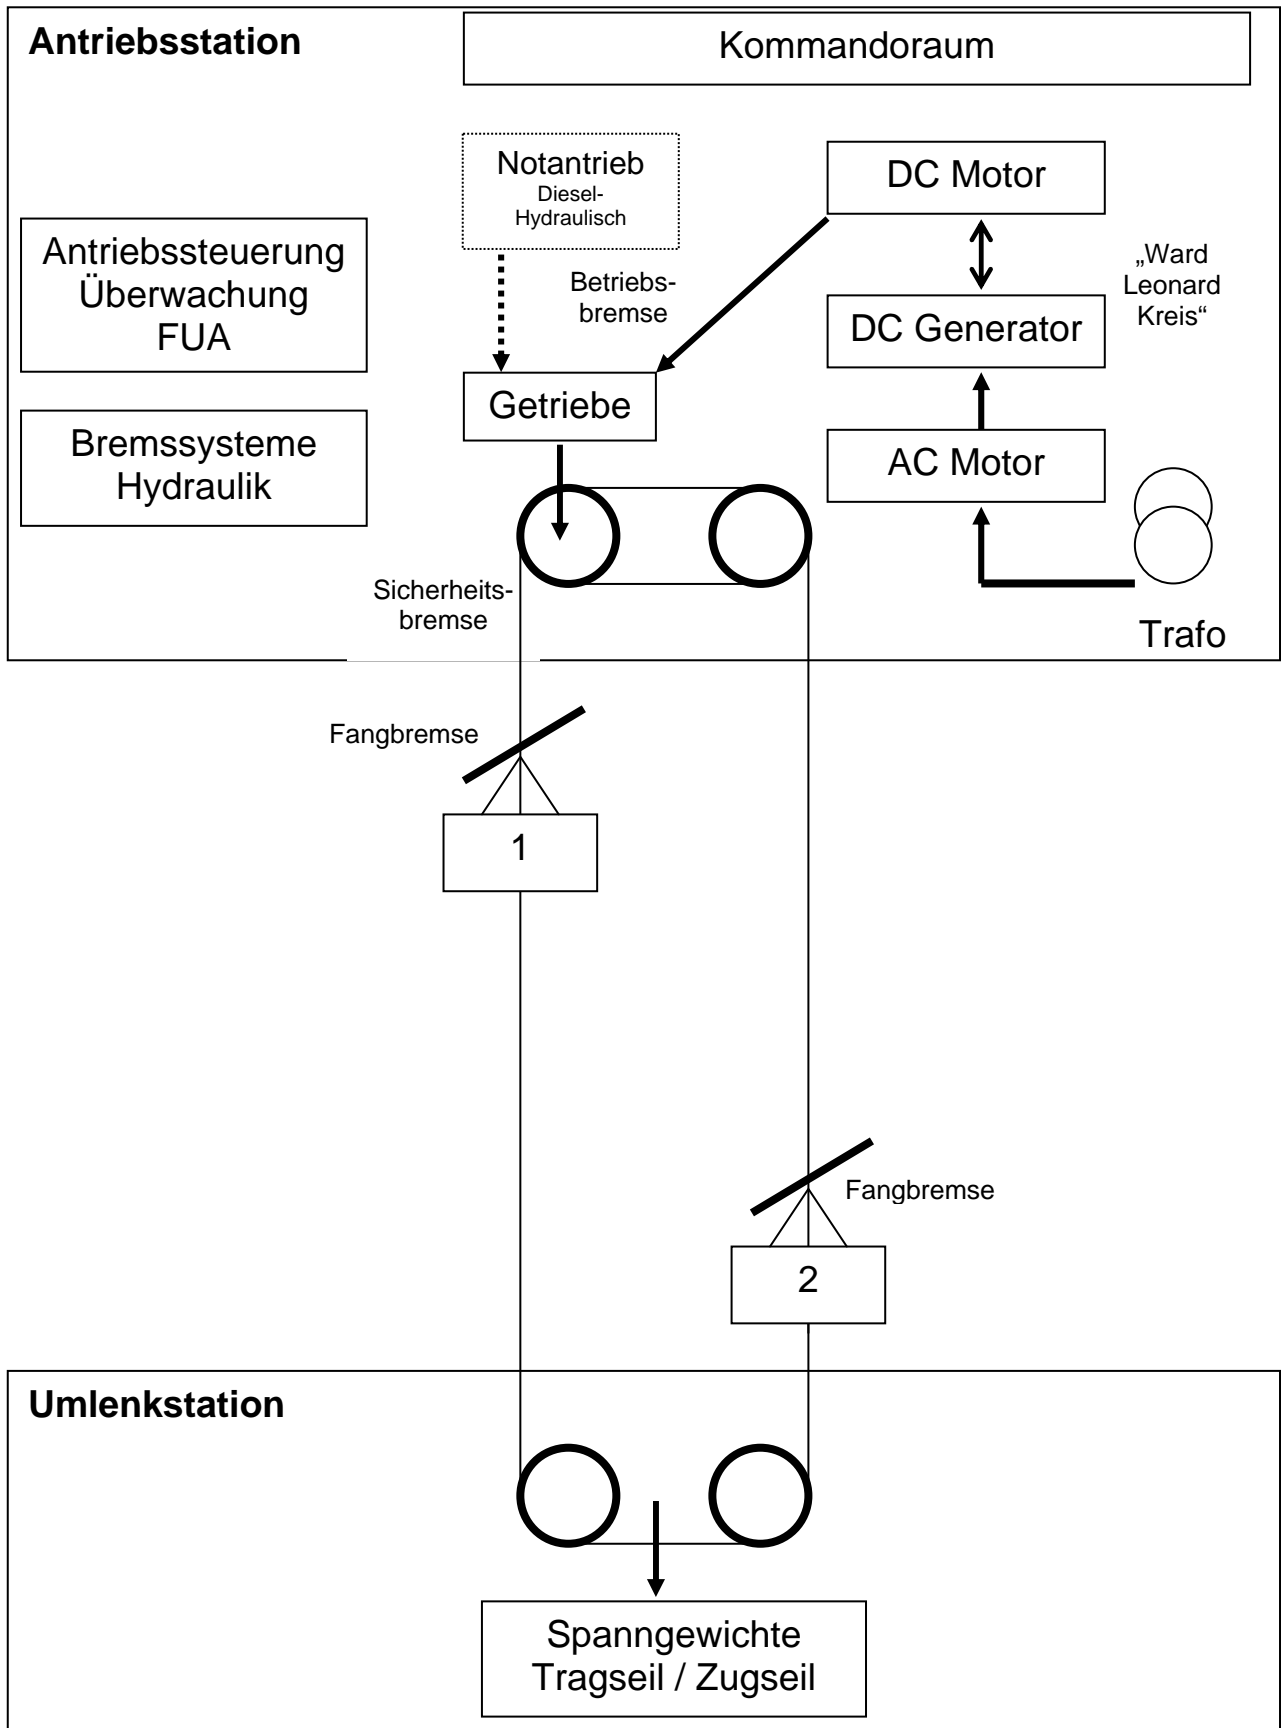 Antriebsstation
Kommandoraum
Notantrieb
Diesel-
Hydraulisch
DC Motor
Antriebssteuerung
Überwachung
FUA
Betriebs-
bremse
„Ward
Leonard
Kreis“
DC Generator
Getriebe
Bremssysteme
Hydraulik
AC Motor
Sicherheits-
bremse
Trafo
Fangbremse
1
Fangbremse
2
Umlenkstation
Spanngewichte
Tragseil / Zugseil